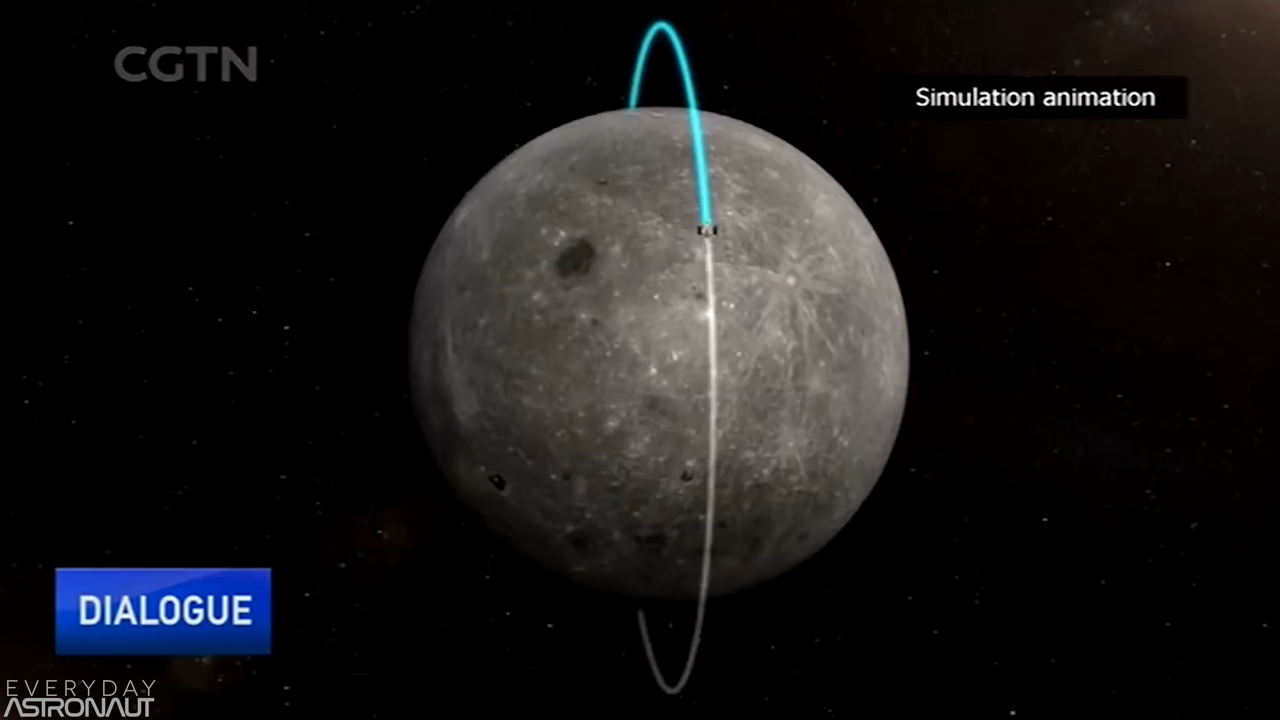 CGTN
Simulation animation
DIALOGUE
EVERYDAY
ASTRONAUT